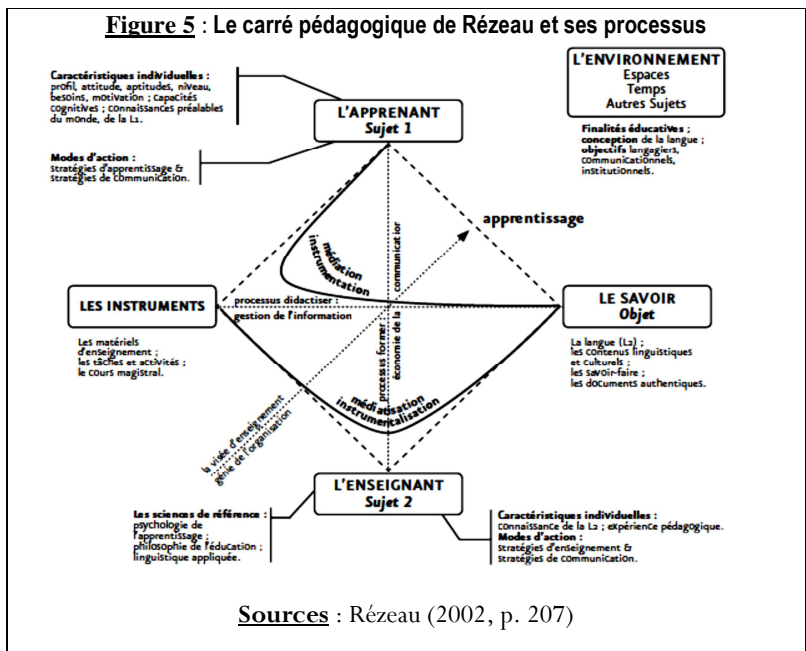 Figure 5 : Le carré pédagogique de Rézeau et ses processus
Caractéristiques individuelles :
profil, attitude, aptitudes, niveau,
besoins, motivation ; capacités
cognitives ; connaissances préalables
du monde, de la L1.
Modes d'action :
stratégies d'apprentissage &
stratégies de communication.
L'APPRENANT
Sujet 1
L'ENVIRONNEMENT
Espaces
Temps
Autres Sujets
Finalités éducatives ;
conception de la langue ;
objectifs langagiers,
communicationnels,
institutionnels.
apprentissage
médiation
instrumentation
communication
LES INSTRUMENTS
processus didactiser :
gestion de l'information
LE SAVOIR
Objet
Les matériels
d'enseignement ;
les tâches et activités ;
le cours magistral.
processus former
économie de la
La langue (L2) ;
les contenus linguistiques
et culturels ;
les savoir-faire ;
les documents authentiques.
médiatisation
instrumentalisation
la visée d'enseignement
génie de l'organisation
L'ENSEIGNANT
Sujet 2
Les sciences de référence :
psychologie de
l'apprentissage ;
philosophie de l'éducation ;
linguistique appliquée.
Caractéristiques individuelles :
connaissance de la L2 ; expérience pédagogique.
Modes d'action :
stratégies d'enseignement &
stratégies de communication.
Sources : Rézeau (2002, p. 207)